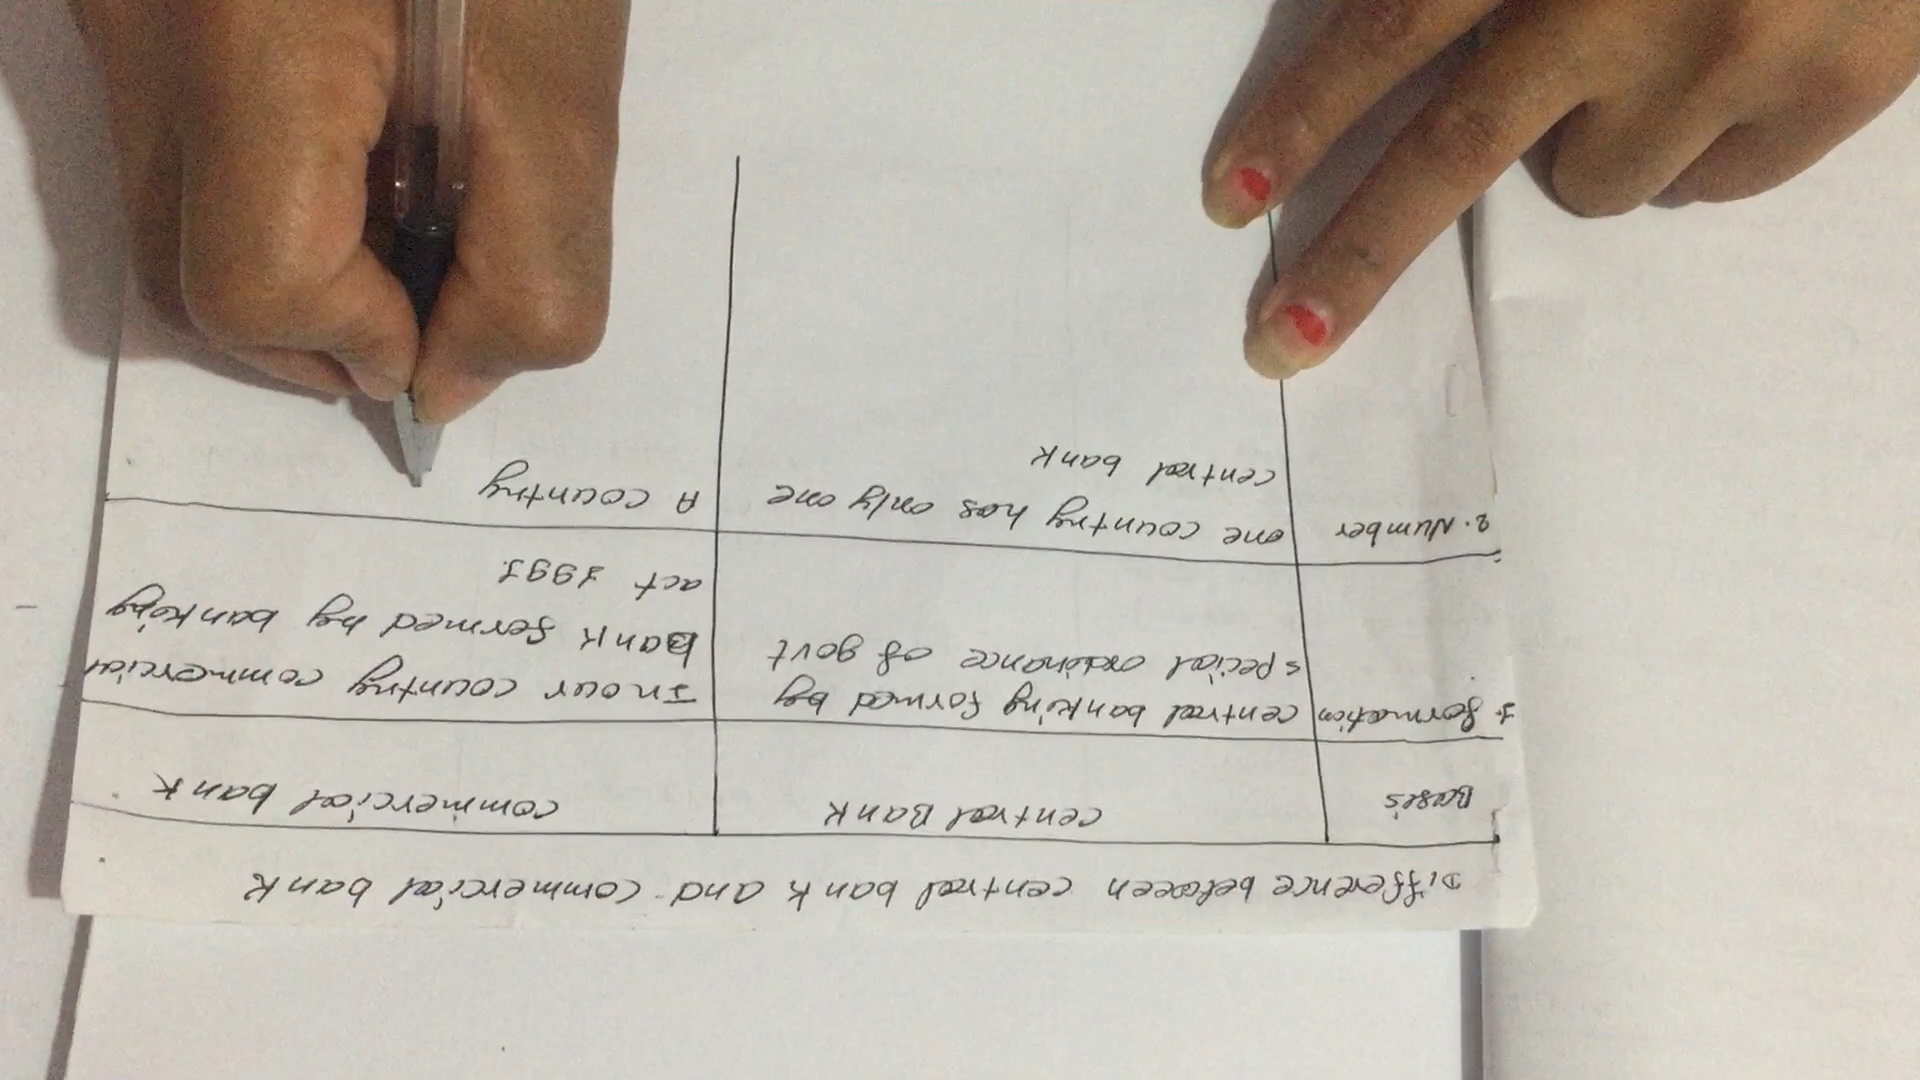 Difference between central bank and commercial bank
Bases
central Bank
commercial bank
1. formation
central banking formed by
special ordinance of govt
In our country commercial
bank formed by banking
act 1991
2. Number
one country has only one
central bank
A country